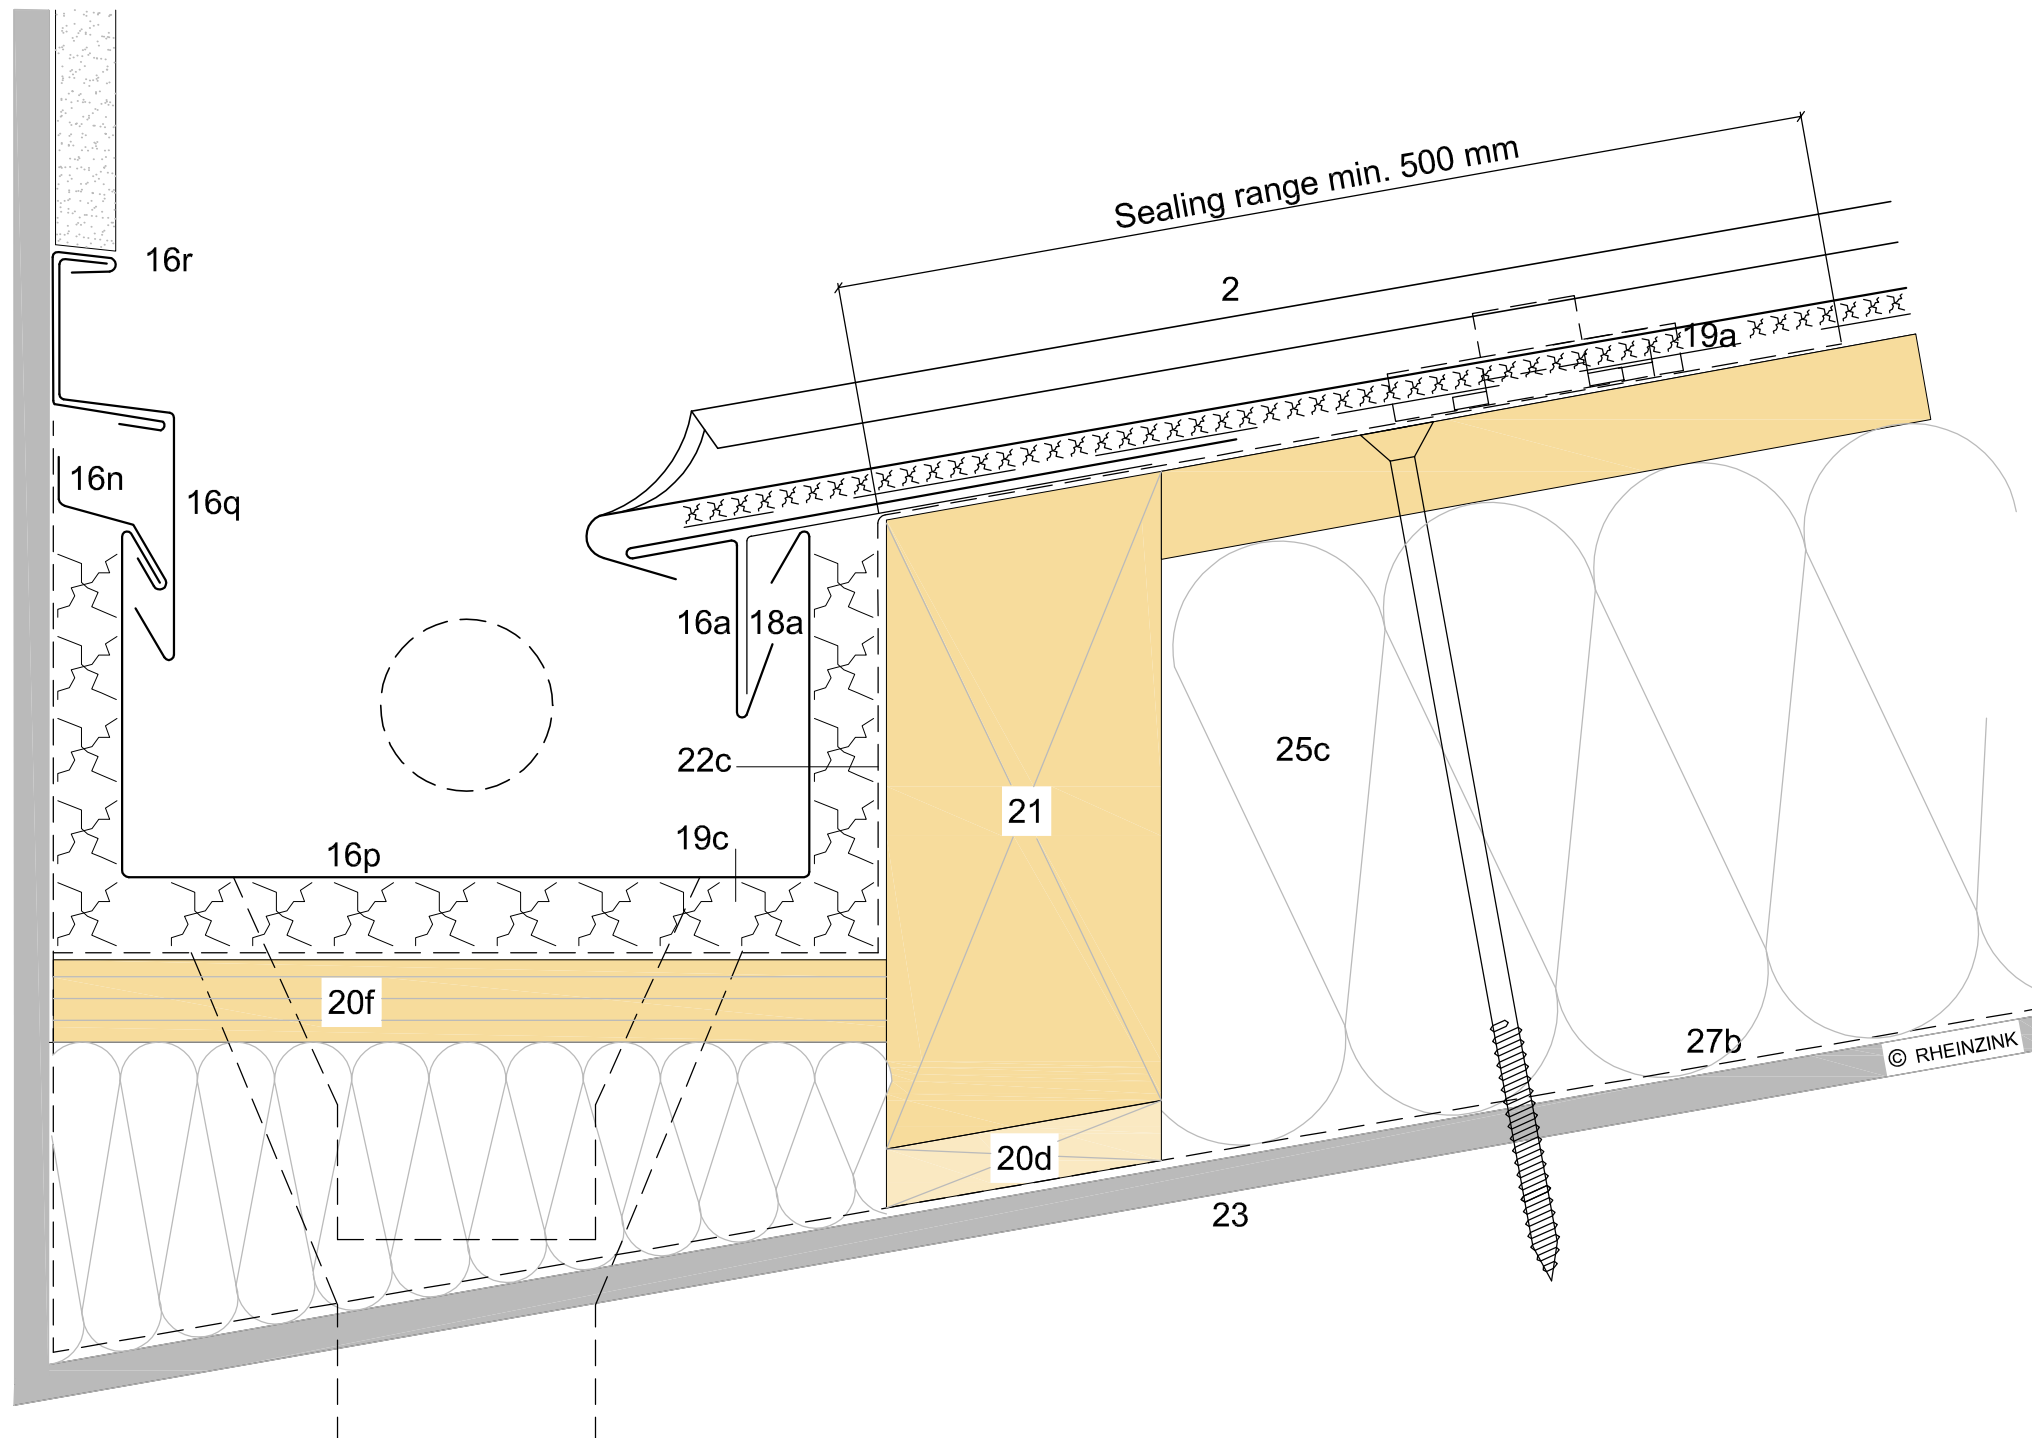 Sealing range min. 500 mm
16r
2
19a
16n
16q
16a
18a
22c
25c
21
19c
16p
20f
27b
© RHEINZINK
20d
23